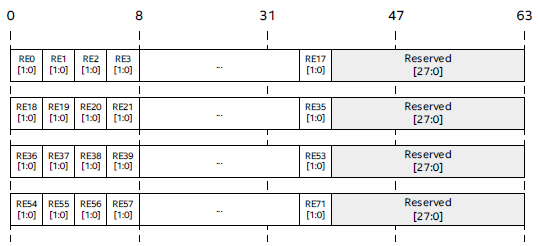 0 8 31 47 63
RE0 RE1 RE2 RE3 RE17 Reserved
[1:0] [1:0] [1:0] [1:0] ... [1:0] [27:0]
RE18 RE19 RE20 RE21 RE35 Reserved
[1:0] [1:0] [1:0] [1:0] ... [1:0] [27:0]
RE36 RE37 RE38 RE39 RE53 Reserved
[1:0] [1:0] [1:0] [1:0] ... [1:0] [27:0]
RE54 RE55 RE56 RE57 RE71 Reserved
[1:0] [1:0] [1:0] [1:0] ... [1:0] [27:0]